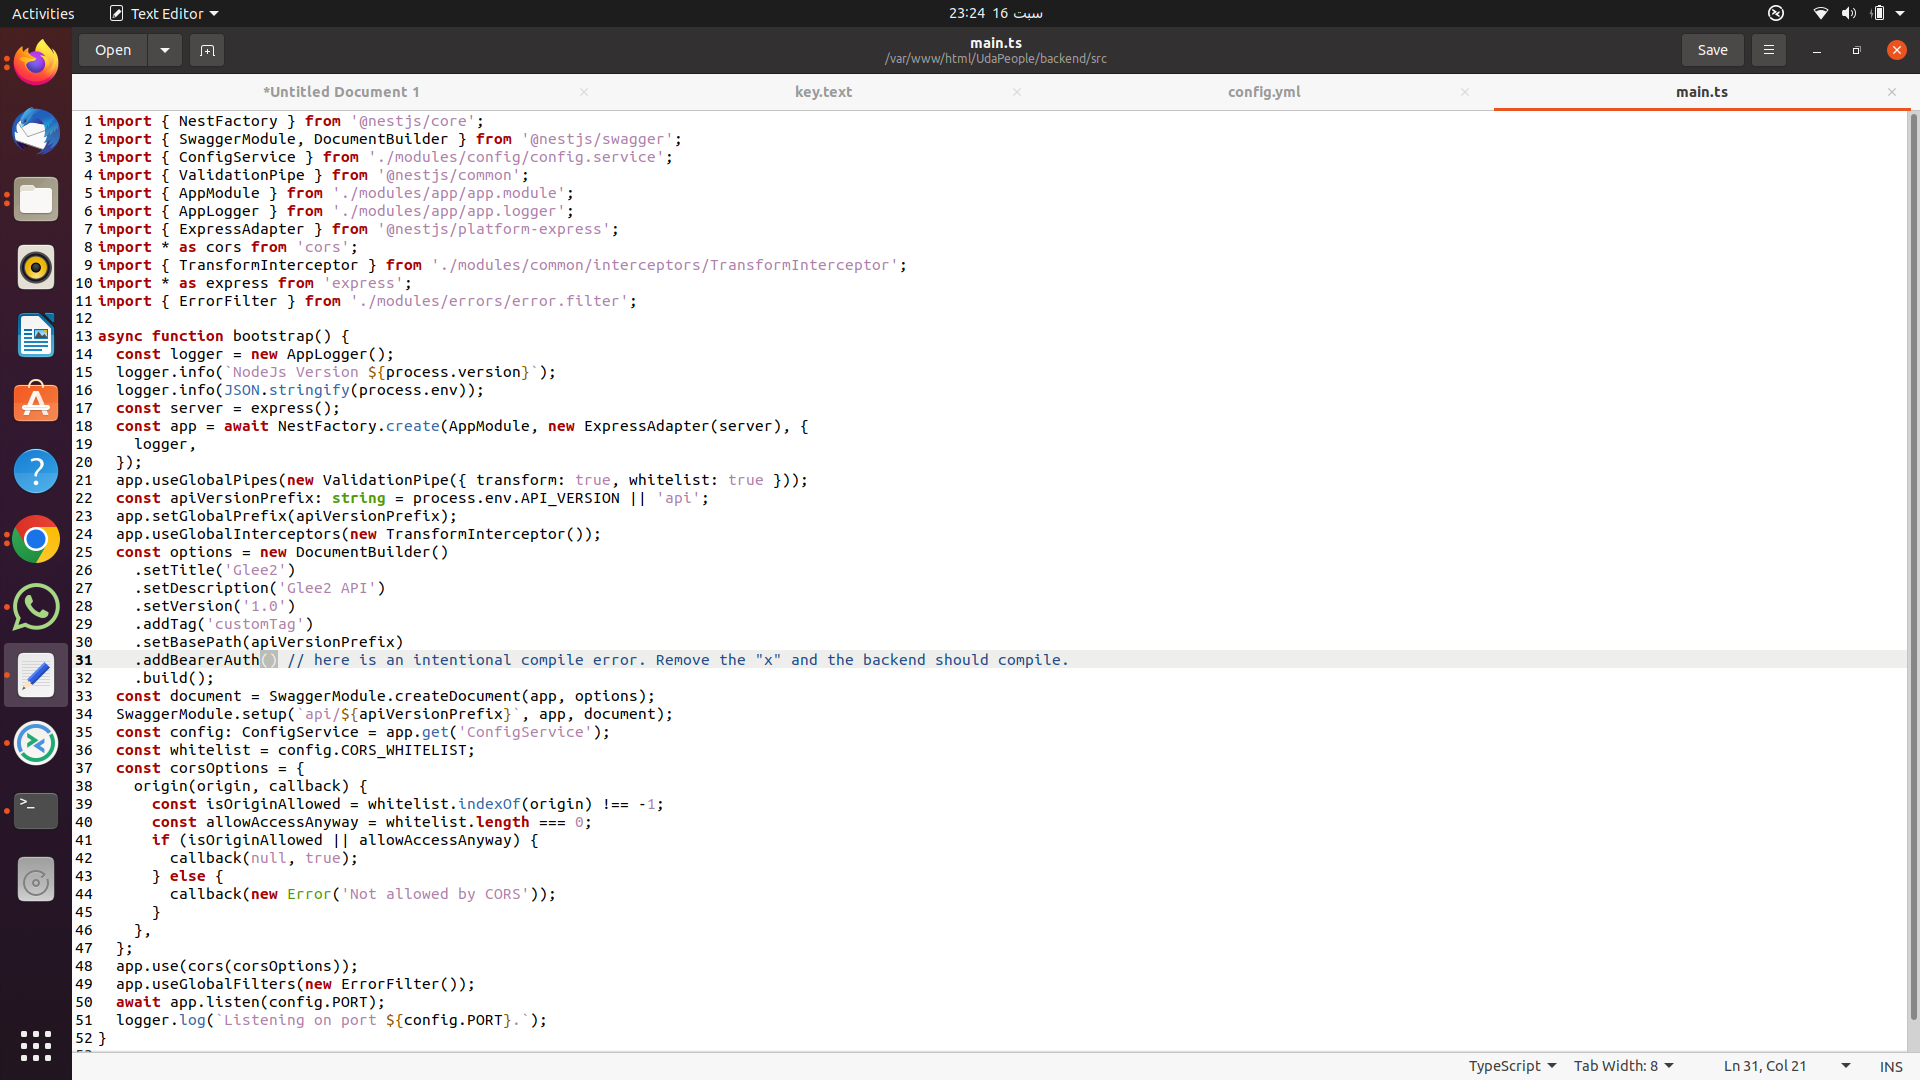 Activities
Text Editor
23:24 16 سبت
Open
main.ts
/var/www/html/UdaPeople/backend/src
Save
*Untitled Document 1
key.text
config.yml
main.ts
1 import { NestFactory } from '@nestjs/core';
2 import { SwaggerModule, DocumentBuilder } from '@nestjs/swagger';
3 import { ConfigService } from './modules/config/config.service';
4 import { ValidationPipe } from '@nestjs/common';
5 import { AppModule } from './modules/app/app.module';
6 import { AppLogger } from './modules/app/app.logger';
7 import { ExpressAdapter } from '@nestjs/platform-express';
8 import * as cors from 'cors';
9 import { TransformInterceptor } from './modules/common/interceptors/TransformInterceptor';
10 import * as express from 'express';
11 import { ErrorFilter } from './modules/errors/error.filter';
12
13 async function bootstrap() {
14   const logger = new AppLogger();
15   logger.info(`NodeJs Version ${process.version}`);
16   logger.info(JSON.stringify(process.env));
17   const server = express();
18   const app = await NestFactory.create(AppModule, new ExpressAdapter(server), {
19     logger,
20   });
21   app.useGlobalPipes(new ValidationPipe({ transform: true, whitelist: true }));
22   const apiVersionPrefix: string = process.env.API_VERSION || 'api';
23   app.setGlobalPrefix(apiVersionPrefix);
24   app.useGlobalInterceptors(new TransformInterceptor());
25   const options = new DocumentBuilder()
26     .setTitle('Glee2')
27     .setDescription('Glee2 API')
28     .setVersion('1.0')
29     .addTag('customTag')
30     .setBasePath(apiVersionPrefix)
31     .addBearerAuth() // here is an intentional compile error. Remove the "x" and the backend should compile.
32     .build();
33   const document = SwaggerModule.createDocument(app, options);
34   SwaggerModule.setup(`api/${apiVersionPrefix}`, app, document);
35   const config: ConfigService = app.get('ConfigService');
36   const whitelist = config.CORS_WHITELIST;
37   const corsOptions = {
38     origin(origin, callback) {
39       const isOriginAllowed = whitelist.indexOf(origin) !== -1;
40       const allowAccessAnyway = whitelist.length === 0;
41       if (isOriginAllowed || allowAccessAnyway) {
42         callback(null, true);
43       } else {
44         callback(new Error('Not allowed by CORS'));
45       }
46     },
47   };
48   app.use(cors(corsOptions));
49   app.useGlobalFilters(new ErrorFilter());
50   await app.listen(config.PORT);
51   logger.log(`Listening on port ${config.PORT}.`);
52 }
TypeScript
Tab Width: 8
Ln 31, Col 21
INS